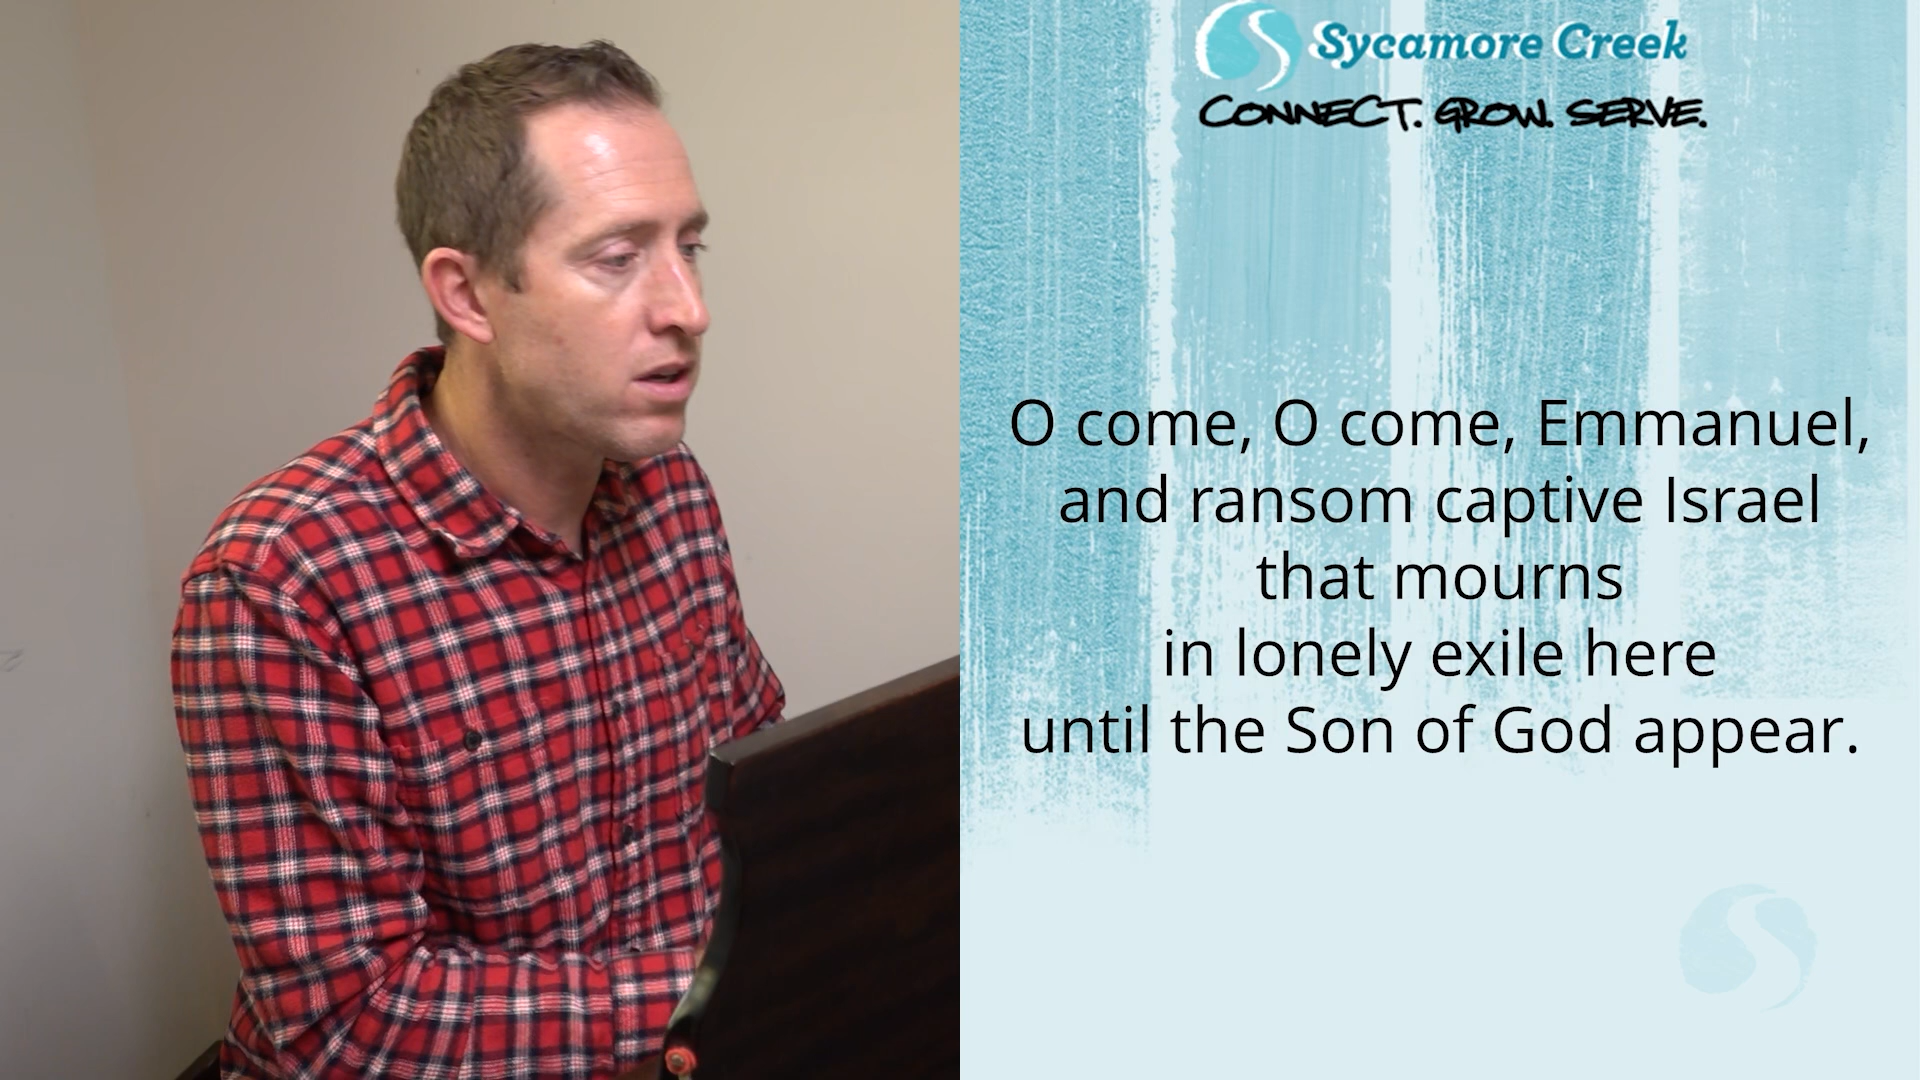 Sycamore Creek
CONNECT. GROW. SERVE.
O come, O come, Emmanuel,
and ransom captive Israel
that mourns
in lonely exile here
until the Son of God appear.